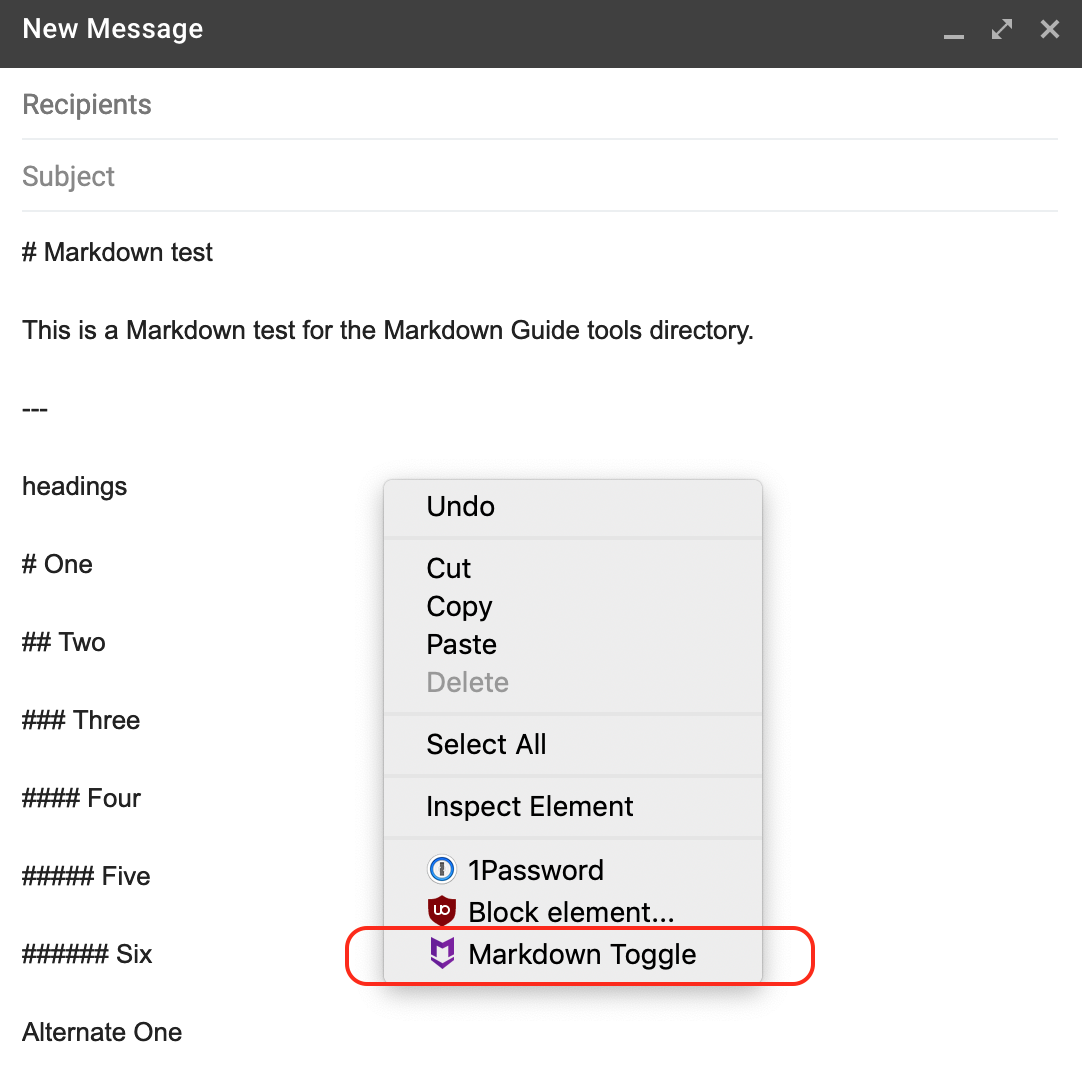 New Message
Recipients
Subject
# Markdown test
This is a Markdown test for the Markdown Guide tools directory.
---
headings
# One
## Two
### Three
#### Four
##### Five
###### Six
Alternate One
Undo
Cut
Copy
Paste
Delete
Select All
Inspect Element
1Password
Block element...
Markdown Toggle